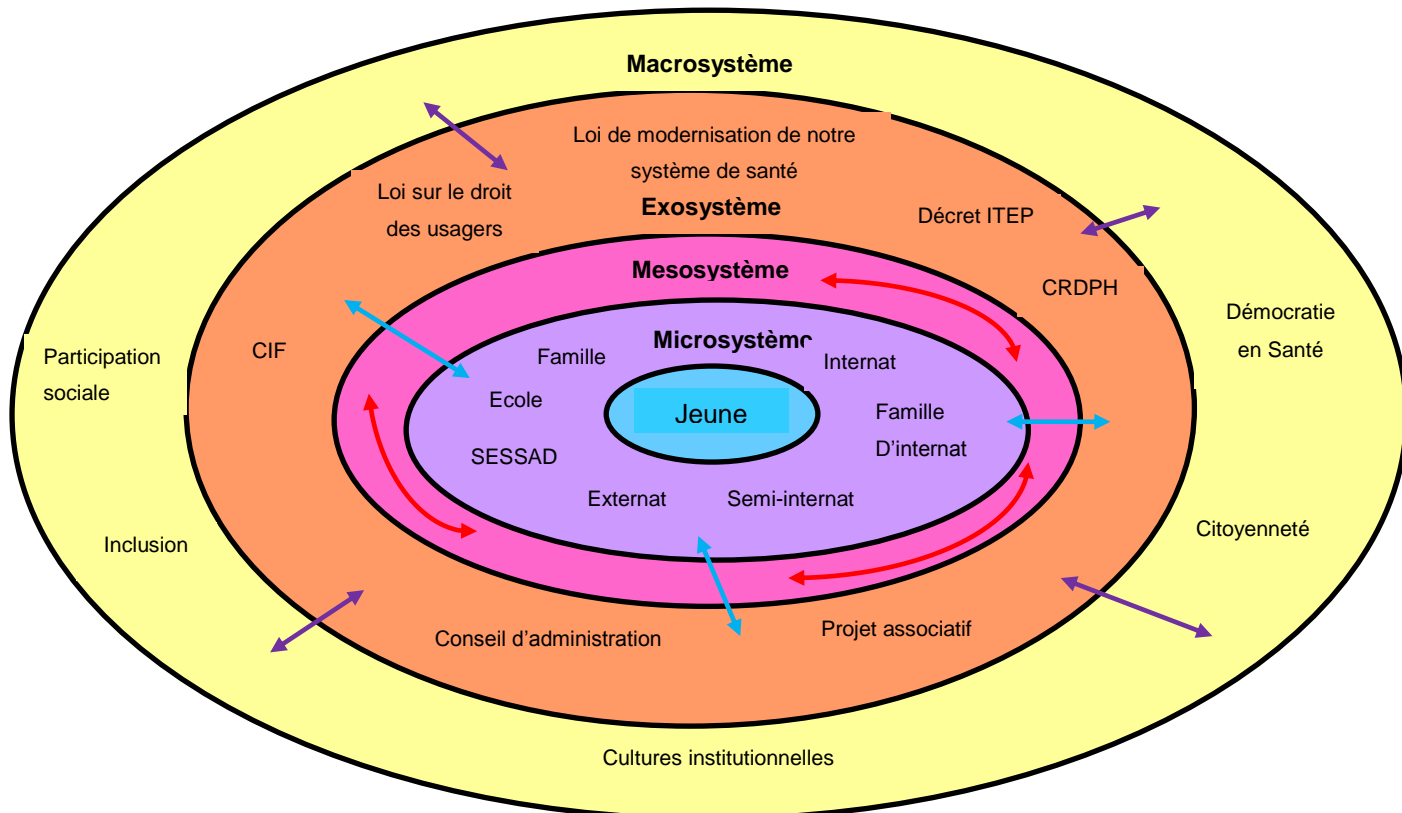 Macrosystème
Loi de modernisation de notre
système de santé
Loi sur le droit
des usagers
Exosystème
Décret ITEP
Mesosystème
CRDPH
Démocratie
en Santé
Participation
sociale
CIF
Microsystème
Famille
Internat
Ecole
Jeune
Famille
D'internat
SESSAD
Externat
Semi-internat
Inclusion
Citoyenneté
Conseil d'administration
Projet associatif
Cultures institutionnelles